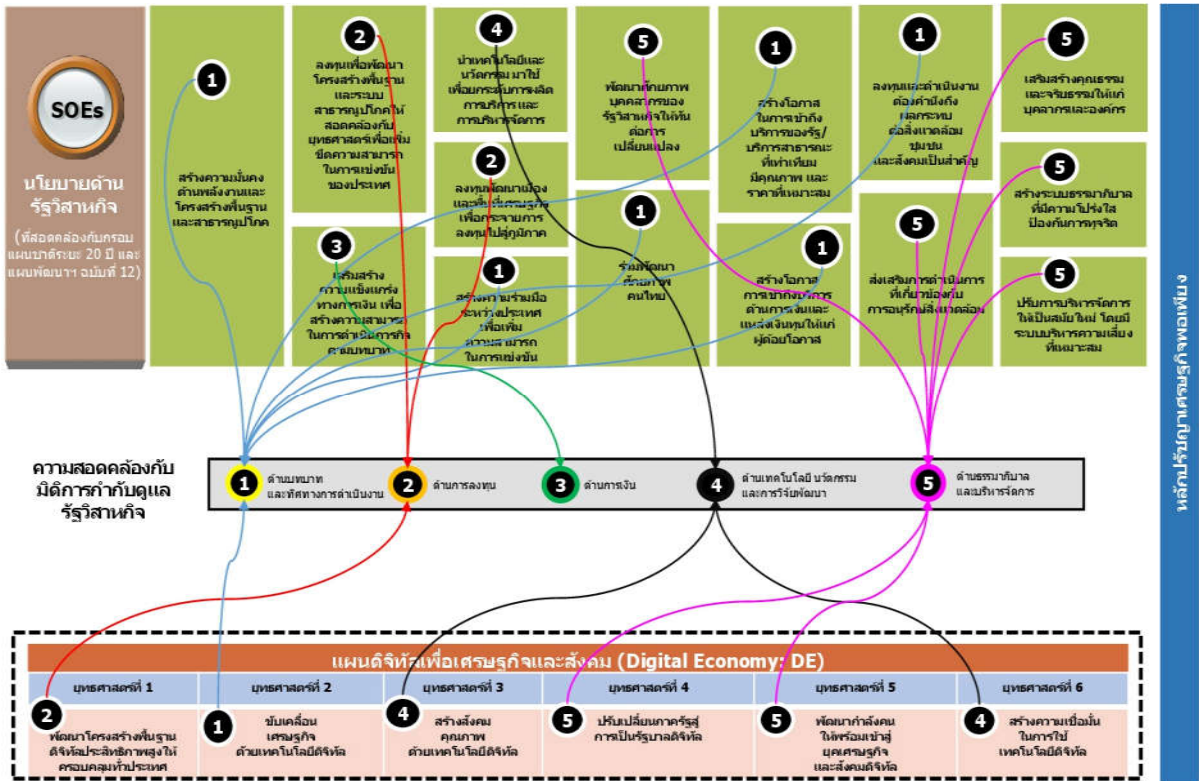 SOEs
นโยบายด้าน
รัฐวิสาหกิจ
(ที่สอดคล้องกับกรอบ
แผนชาติระยะ 20 ปี และ
แผนพัฒนาฯ ฉบับที่ 12)
1
สร้างความมั่นคง
ด้านพลังงานและ
โครงสร้างพื้นฐาน
และสาธารณูปโภค
2
ลงทุนเพื่อพัฒนา
โครงสร้างพื้นฐาน
และระบบ
สาธารณูปโภคให้
สอดคล้องกับ
ยุทธศาสตร์เพื่อเพิ่ม
ขีดความสามารถ
ในการแข่งขัน
ของประเทศ
3
เสริมสร้าง
ความแข็งแกร่ง
ทางการเงิน เพื่อ
สร้างความสามารถ
ในการดำเนินภารกิจ
ตามบทบาท
4
นำเทคโนโลยีและ
นวัตกรรม มาใช้
เพื่อยกระดับการผลิต
การบริการ และ
การบริหารจัดการ
2
ลงทุนพัฒนาเมือง
และพื้นที่เศรษฐกิจ
เพื่อกระจายการ
ลงทุนไปสู่ภูมิภาค
1
สร้างความร่วมมือ
ระหว่างประเทศ
เพื่อเพิ่ม
ความสามารถ
ในการแข่งขัน
5
พัฒนาศักยภาพ
บุคลากรของ
รัฐวิสาหกิจให้ทัน
ต่อการ
เปลี่ยนแปลง
1
ร่วมพัฒนา
ศักยภาพ
คนไทย
1
สร้างโอกาส
ในการเข้าถึง
บริการของรัฐ/
บริการสาธารณะ
ที่เท่าเทียม
มีคุณภาพ และ
ราคาที่เหมาะสม
1
สร้างโอกาส
การเข้าถึงบริการ
ด้านการเงินและ
แหล่งเงินทุนให้แก่
ผู้ด้อยโอกาส
1
ลงทุนและดำเนินงาน
ต้องคำนึงถึง
ผลกระทบ
ต่อสิ่งแวดล้อม
ชุมชน
และสังคมเป็นสำคัญ
5
ส่งเสริมการดำเนินการ
ที่เกี่ยวข้องกับ
การอนุรักษ์สิ่งแวดล้อม
5
เสริมสร้างคุณธรรม
และจริยธรรมให้แก่
บุคลากรและองค์กร
5
สร้างระบบธรรมาภิบาล
ที่มีความโปร่งใส
ป้องกันการทุจริต
5
ปรับการบริหารจัดการ
ให้เป็นสมัยใหม่ โดยมี
ระบบบริหารความเสี่ยง
ที่เหมาะสม
หลักปรัชญาเศรษฐกิจพอเพียง
ความสอดคล้องกับ
มิติการกำกับดูแล
รัฐวิสาหกิจ
1
ด้านบทบาท
และทิศทางการดำเนินงาน
2
ด้านการลงทุน
3
ด้านการเงิน
4
ด้านเทคโนโลยี นวัตกรรม
และการวิจัยพัฒนา
5
ด้านธรรมาภิบาล
และบริหารจัดการ
แผนดิจิทัลเพื่อเศรษฐกิจและสังคม (Digital Economy: DE)
ยุทธศาสตร์ที่ 1
ยุทธศาสตร์ที่ 2
ยุทธศาสตร์ที่ 3
ยุทธศาสตร์ที่ 4
ยุทธศาสตร์ที่ 5
ยุทธศาสตร์ที่ 6
2
พัฒนาโครงสร้างพื้นฐาน
ดิจิทัลประสิทธิภาพสูงให้
ครอบคลุมทั่วประเทศ
1
ขับเคลื่อน
เศรษฐกิจ
ด้วยเทคโนโลยีดิจิทัล
4
สร้างสังคม
คุณภาพ
ด้วยเทคโนโลยีดิจิทัล
5
ปรับเปลี่ยนภาครัฐสู่
การเป็นรัฐบาลดิจิทัล
5
พัฒนากำลังคน
ให้พร้อมเข้าสู่
ยุคเศรษฐกิจ
และสังคมดิจิทัล
4
สร้างความเชื่อมั่น
ในการใช้
เทคโนโลยีดิจิทัล